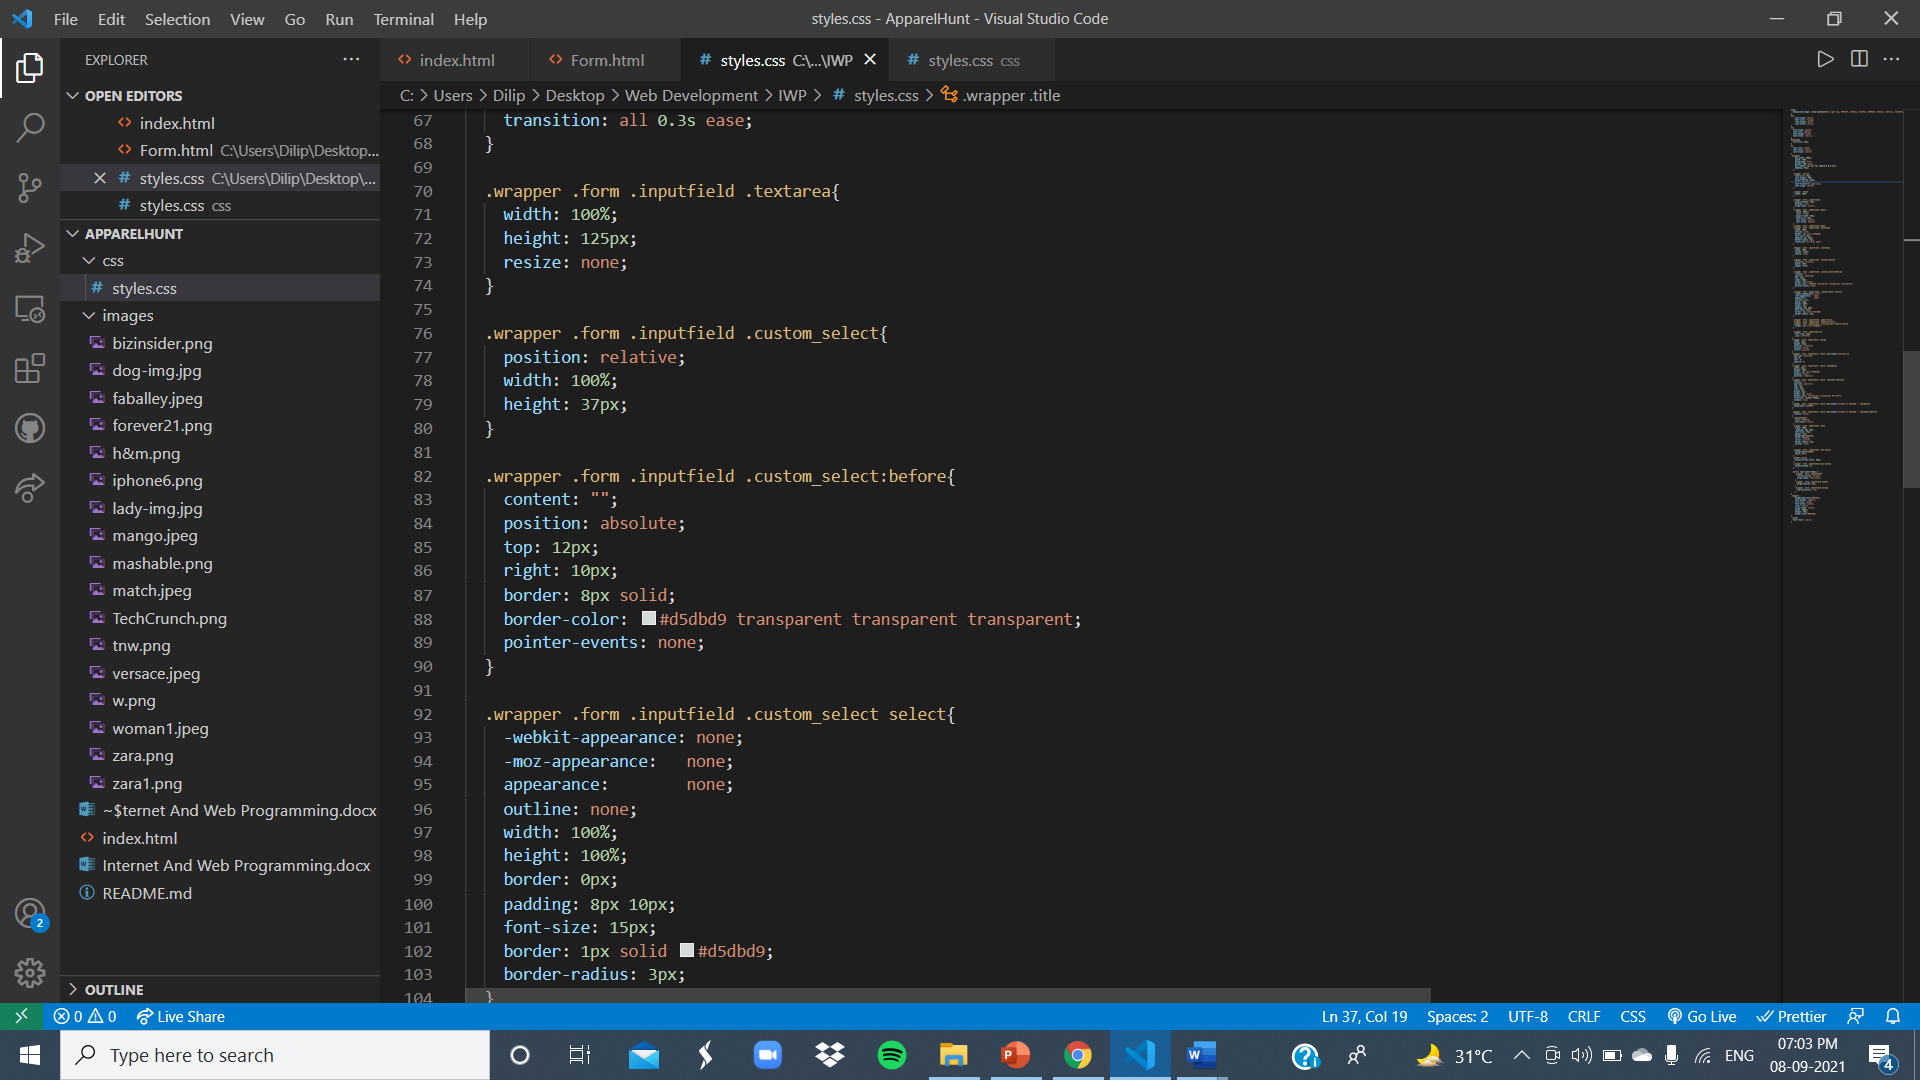 File Edit Selection View Go Run Terminal Help styles.css - ApparelHunt - Visual Studio Code
EXPLORER
OPEN EDITORS
index.html
Form.html C:\Users\Dilip\Desktop...
styles.css C:\Users\Dilip\Desktop\...
styles.css css
APPARELHUNT
css
styles.css
images
bizinsider.png
dog-img.jpg
faballey.jpeg
forever21.png
h&m.png
iphone6.png
lady-img.jpg
mango.jpeg
mashable.png
match.jpeg
TechCrunch.png
tnw.png
versace.jpeg
w.png
woman1.jpeg
zara.png
zara1.png
~$ternet And Web Programming.docx
index.html
Internet And Web Programming.docx
README.md
OUTLINE
2
index.html Form.html # styles.css C:\...\IWP # styles.css css
C: > Users > Dilip > Desktop > Web Development > IWP > # styles.css > .wrapper .title
67 transition: all 0.3s ease;
68 }
69
70 .wrapper .form .inputfield .textarea{
71 width: 100%;
72 height: 125px;
73 resize: none;
74 }
75
76 .wrapper .form .inputfield .custom_select{
77 position: relative;
78 width: 100%;
79 height: 37px;
80 }
81
82 .wrapper .form .inputfield .custom_select:before{
83 content: "";
84 position: absolute;
85 top: 12px;
86 right: 10px;
87 border: 8px solid;
88 border-color: #d5dbd9 transparent transparent transparent;
89 pointer-events: none;
90 }
91
92 .wrapper .form .inputfield .custom_select select{
93 -webkit-appearance: none;
94 -moz-appearance:   none;
95 appearance:        none;
96 outline: none;
97 width: 100%;
98 height: 100%;
99 border: 0px;
100 padding: 8px 10px;
101 font-size: 15px;
102 border: 1px solid #d5dbd9;
103 border-radius: 3px;
104 }
0 0 Live Share Ln 37, Col 19 Spaces: 2 UTF-8 CRLF CSS Go Live Prettier
Type here to search 31°C ENG 07:03 PM
08-09-2021
4